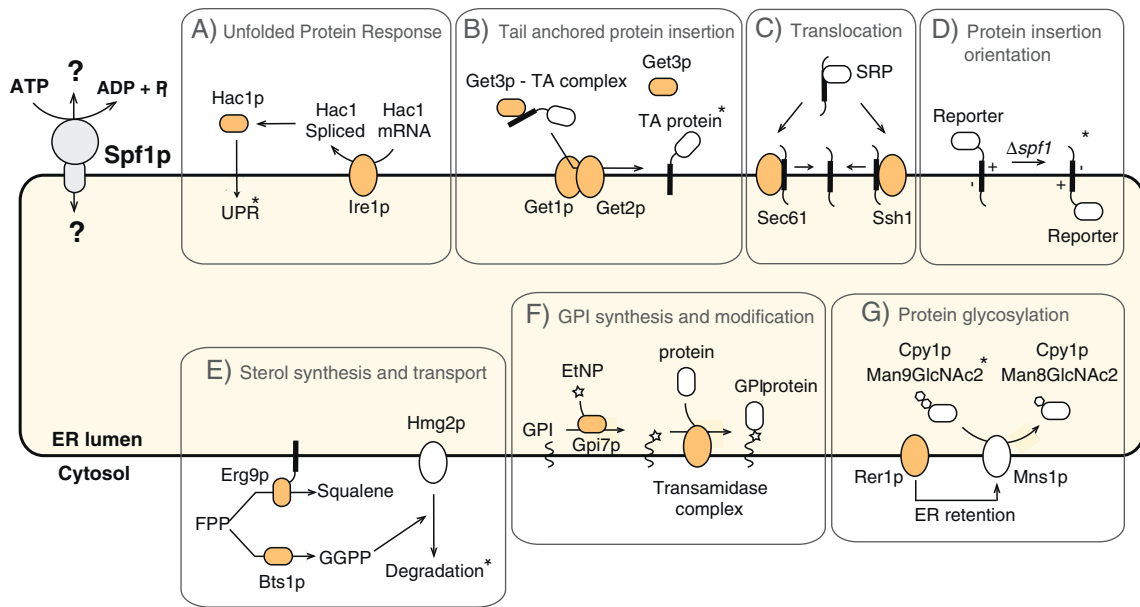 A) Unfolded Protein Response
B) Tail anchored protein insertion
C) Translocation
D) Protein insertion
orientation
?
ATP
ADP + Pi
Spf1p
?
Hac1p
Hac1
Spliced
Hac1
mRNA
UPR*
Ire1p
Get3p - TA complex
Get3p
TA protein*
Get1p
Get2p
SRP
Sec61
Ssh1
Reporter
Δspf1
*
+
-
-
+
Reporter
E) Sterol synthesis and transport
F) GPI synthesis and modification
G) Protein glycosylation
ER lumen
Cytosol
Erg9p
Hmg2p
Squalene
FPP
GGPP
Bts1p
Degradation*
EtNP
protein
GPI
Gpi7p
GPIprotein
Transamidase
complex
Cpy1p
Man9GlcNAc2*
Cpy1p
Man8GlcNAc2
Rer1p
Mns1p
ER retention